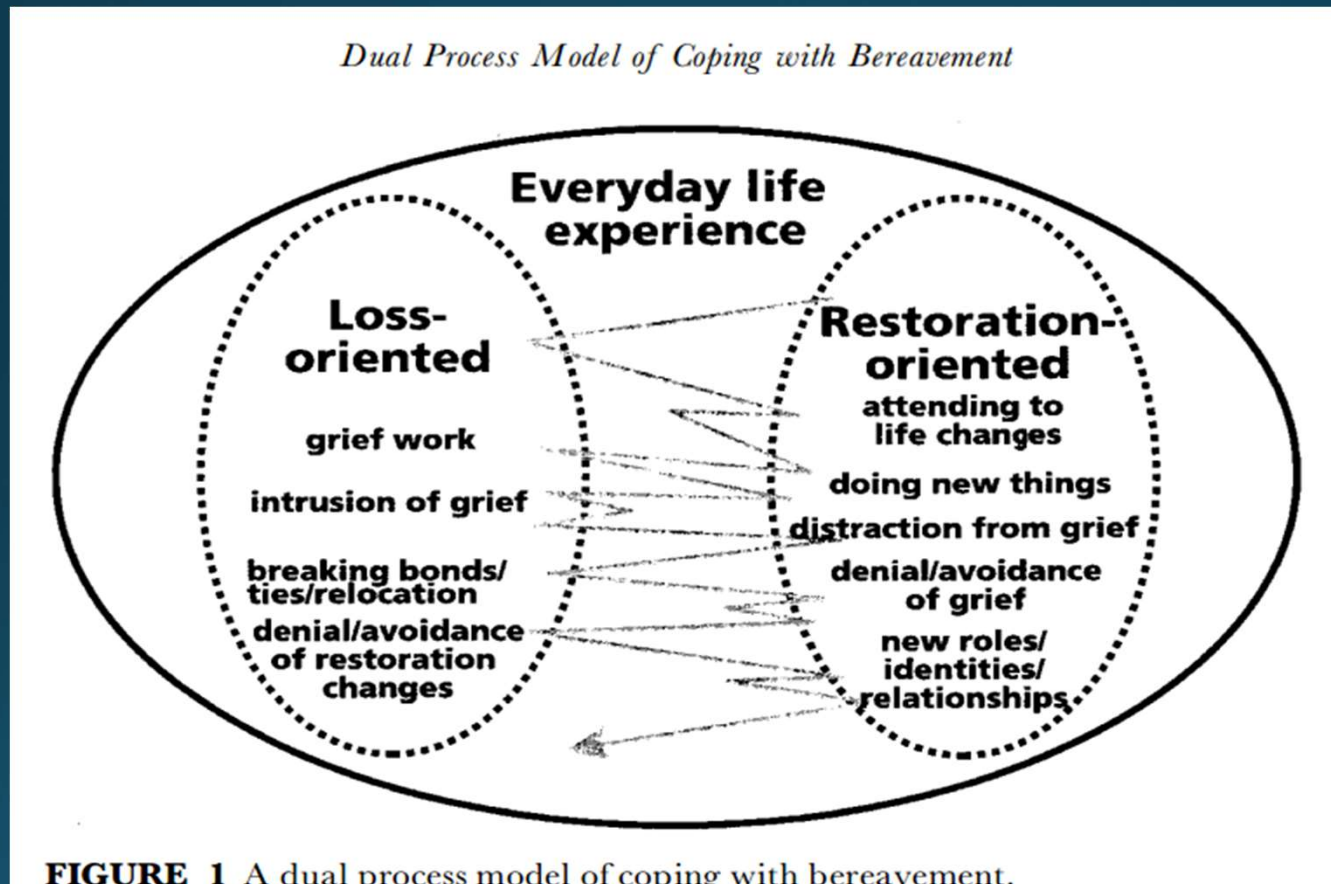 Dual Process Model of Coping with Bereavement
Everyday life
experience
Loss-
oriented
grief work
intrusion of grief
breaking bonds/
ties/relocation
denial/avoidance
of restoration
changes
Restoration-
oriented
attending to
life changes
doing new things
distraction from grief
denial/avoidance
of grief
new roles/
identities/
relationships
FIGURE 1 A dual process model of coping with bereavement.